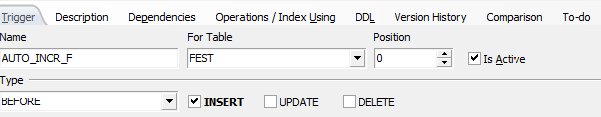 Trigger Description Dependencies Operations / Index Using DDL Version History Comparison To-do
Name For Table Position
AUTO_INCR_F FEST 0 Is Active
Type
BEFORE INSERT UPDATE DELETE